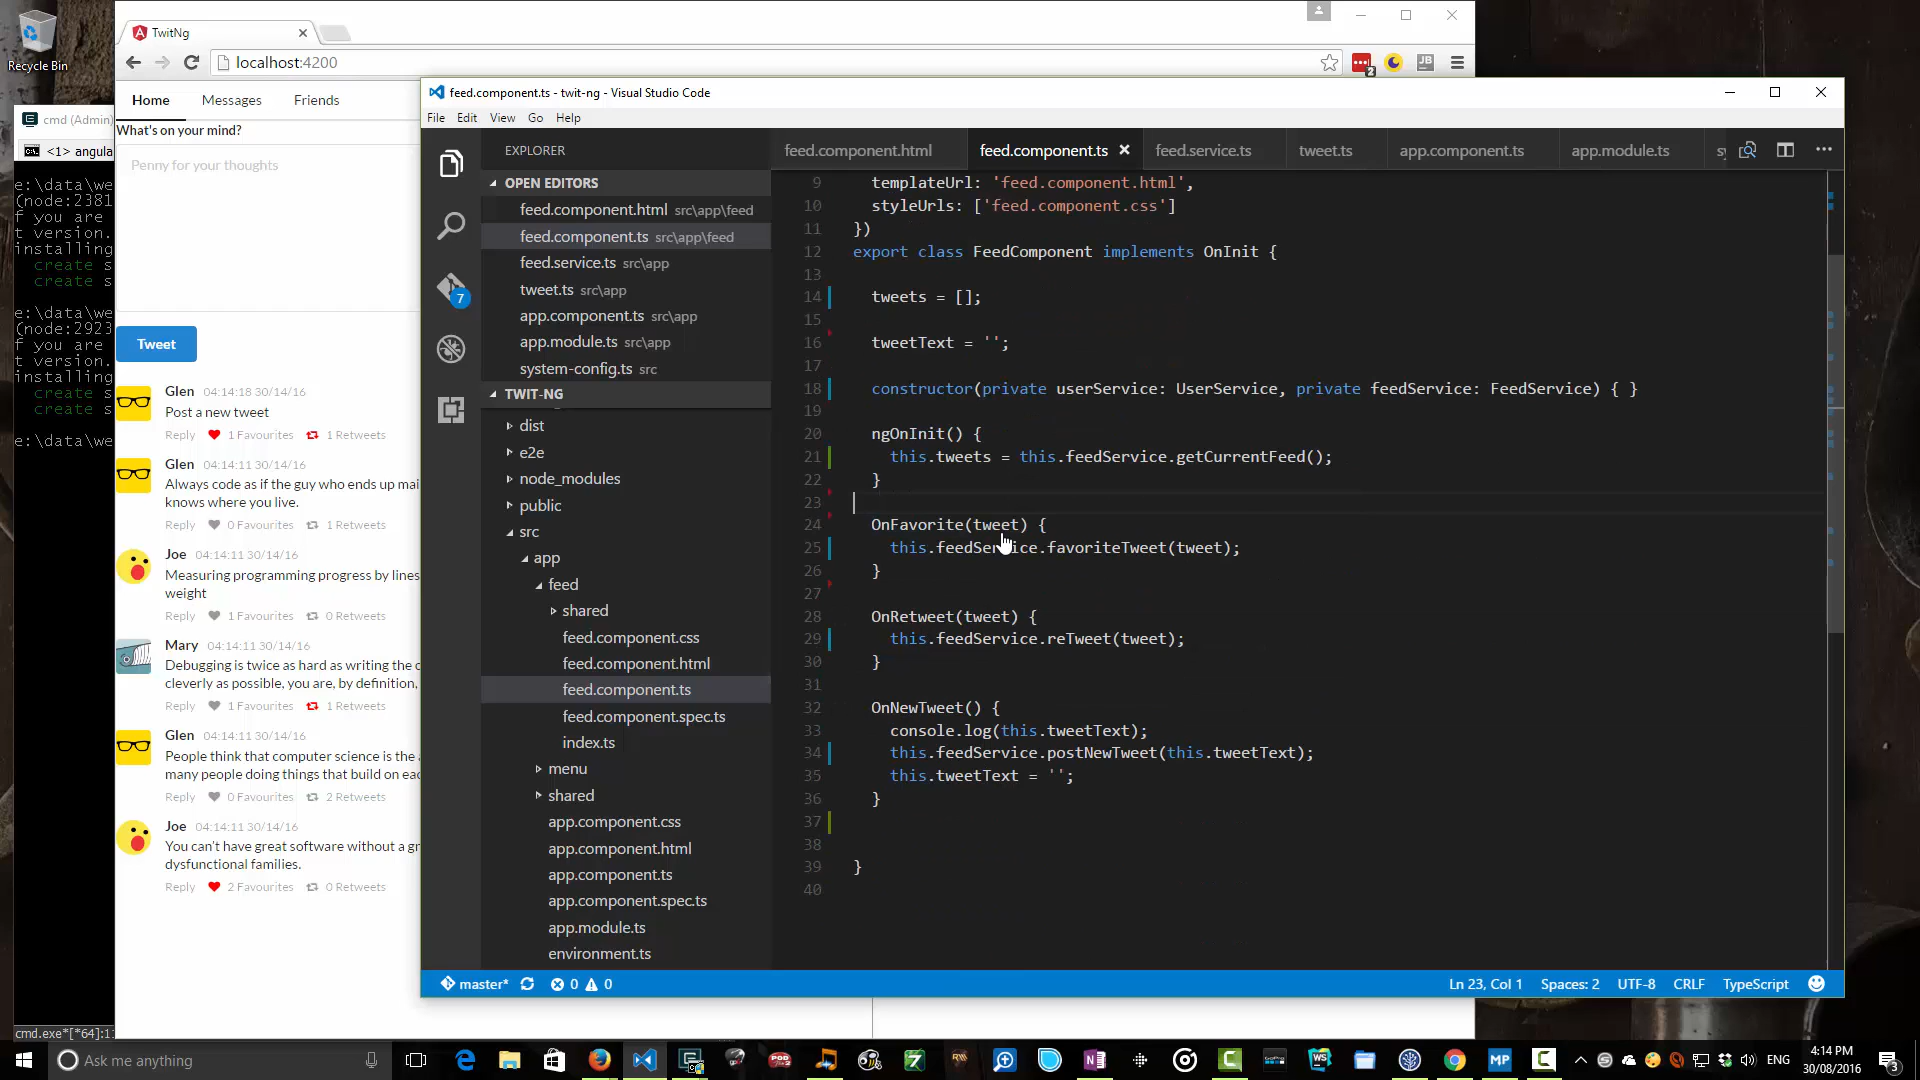 Recycle Bin
TwitNg
localhost:4200
2
JB
Home
Messages
Friends
What's on your mind?
Penny for your thoughts
Tweet
Glen 04:14:18 30/14/16
Post a new tweet
Reply 1 Favourites 1 Retweets
Glen 04:14:11 30/14/16
Always code as if the guy who ends up mai
knows where you live.
Reply 0 Favourites 1 Retweets
Joe 04:14:11 30/14/16
Measuring programming progress by lines
weight
Reply 1 Favourites 0 Retweets
Mary 04:14:11 30/14/16
Debugging is twice as hard as writing the c
cleverly as possible, you are, by definition,
Reply 1 Favourites 1 Retweets
Glen 04:14:11 30/14/16
People think that computer science is the a
many people doing things that build on eac
Reply 0 Favourites 2 Retweets
Joe 04:14:11 30/14/16
You can't have great software without a gr
dysfunctional families.
Reply 2 Favourites 0 Retweets
cmd (Admin)
<1> angula
e:\data\we
(node:2381
f you are
t version.
installing
create s
create s
e:\data\we
(node:2923
f you are
t version.
installing
create s
create s
e:\data\we
cmd.exe*[*64]:1
feed.component.ts - twit-ng - Visual Studio Code
File Edit View Go Help
7
EXPLORER
OPEN EDITORS
feed.component.html src\app\feed
feed.component.ts src\app\feed
feed.service.ts src\app
tweet.ts src\app
app.component.ts src\app
app.module.ts src\app
system-config.ts src
TWIT-NG
dist
e2e
node_modules
public
src
app
feed
shared
feed.component.css
feed.component.html
feed.component.ts
feed.component.spec.ts
index.ts
menu
shared
app.component.css
app.component.html
app.component.ts
app.component.spec.ts
app.module.ts
environment.ts
feed.component.html feed.component.ts feed.service.ts tweet.ts app.component.ts app.module.ts
9 templateUrl: 'feed.component.html',
10 styleUrls: ['feed.component.css']
11 })
12 export class FeedComponent implements OnInit {
13
14 tweets = [];
15
16 tweetText = '';
17
18 constructor(private userService: UserService, private feedService: FeedService) { }
19
20 ngOnInit() {
21 this.tweets = this.feedService.getCurrentFeed();
22 }
23
24 OnFavorite(tweet) {
25 this.feedService.favoriteTweet(tweet);
26 }
27
28 OnRetweet(tweet) {
29 this.feedService.reTweet(tweet);
30 }
31
32 OnNewTweet() {
33 console.log(this.tweetText);
34 this.feedService.postNewTweet(this.tweetText);
35 this.tweetText = '';
36 }
37
38
39 }
40
master* 0 0
Ln 23, Col 1 Spaces: 2 UTF-8 CRLF TypeScript
Ask me anything
ENG
4:14 PM
30/08/2016
3